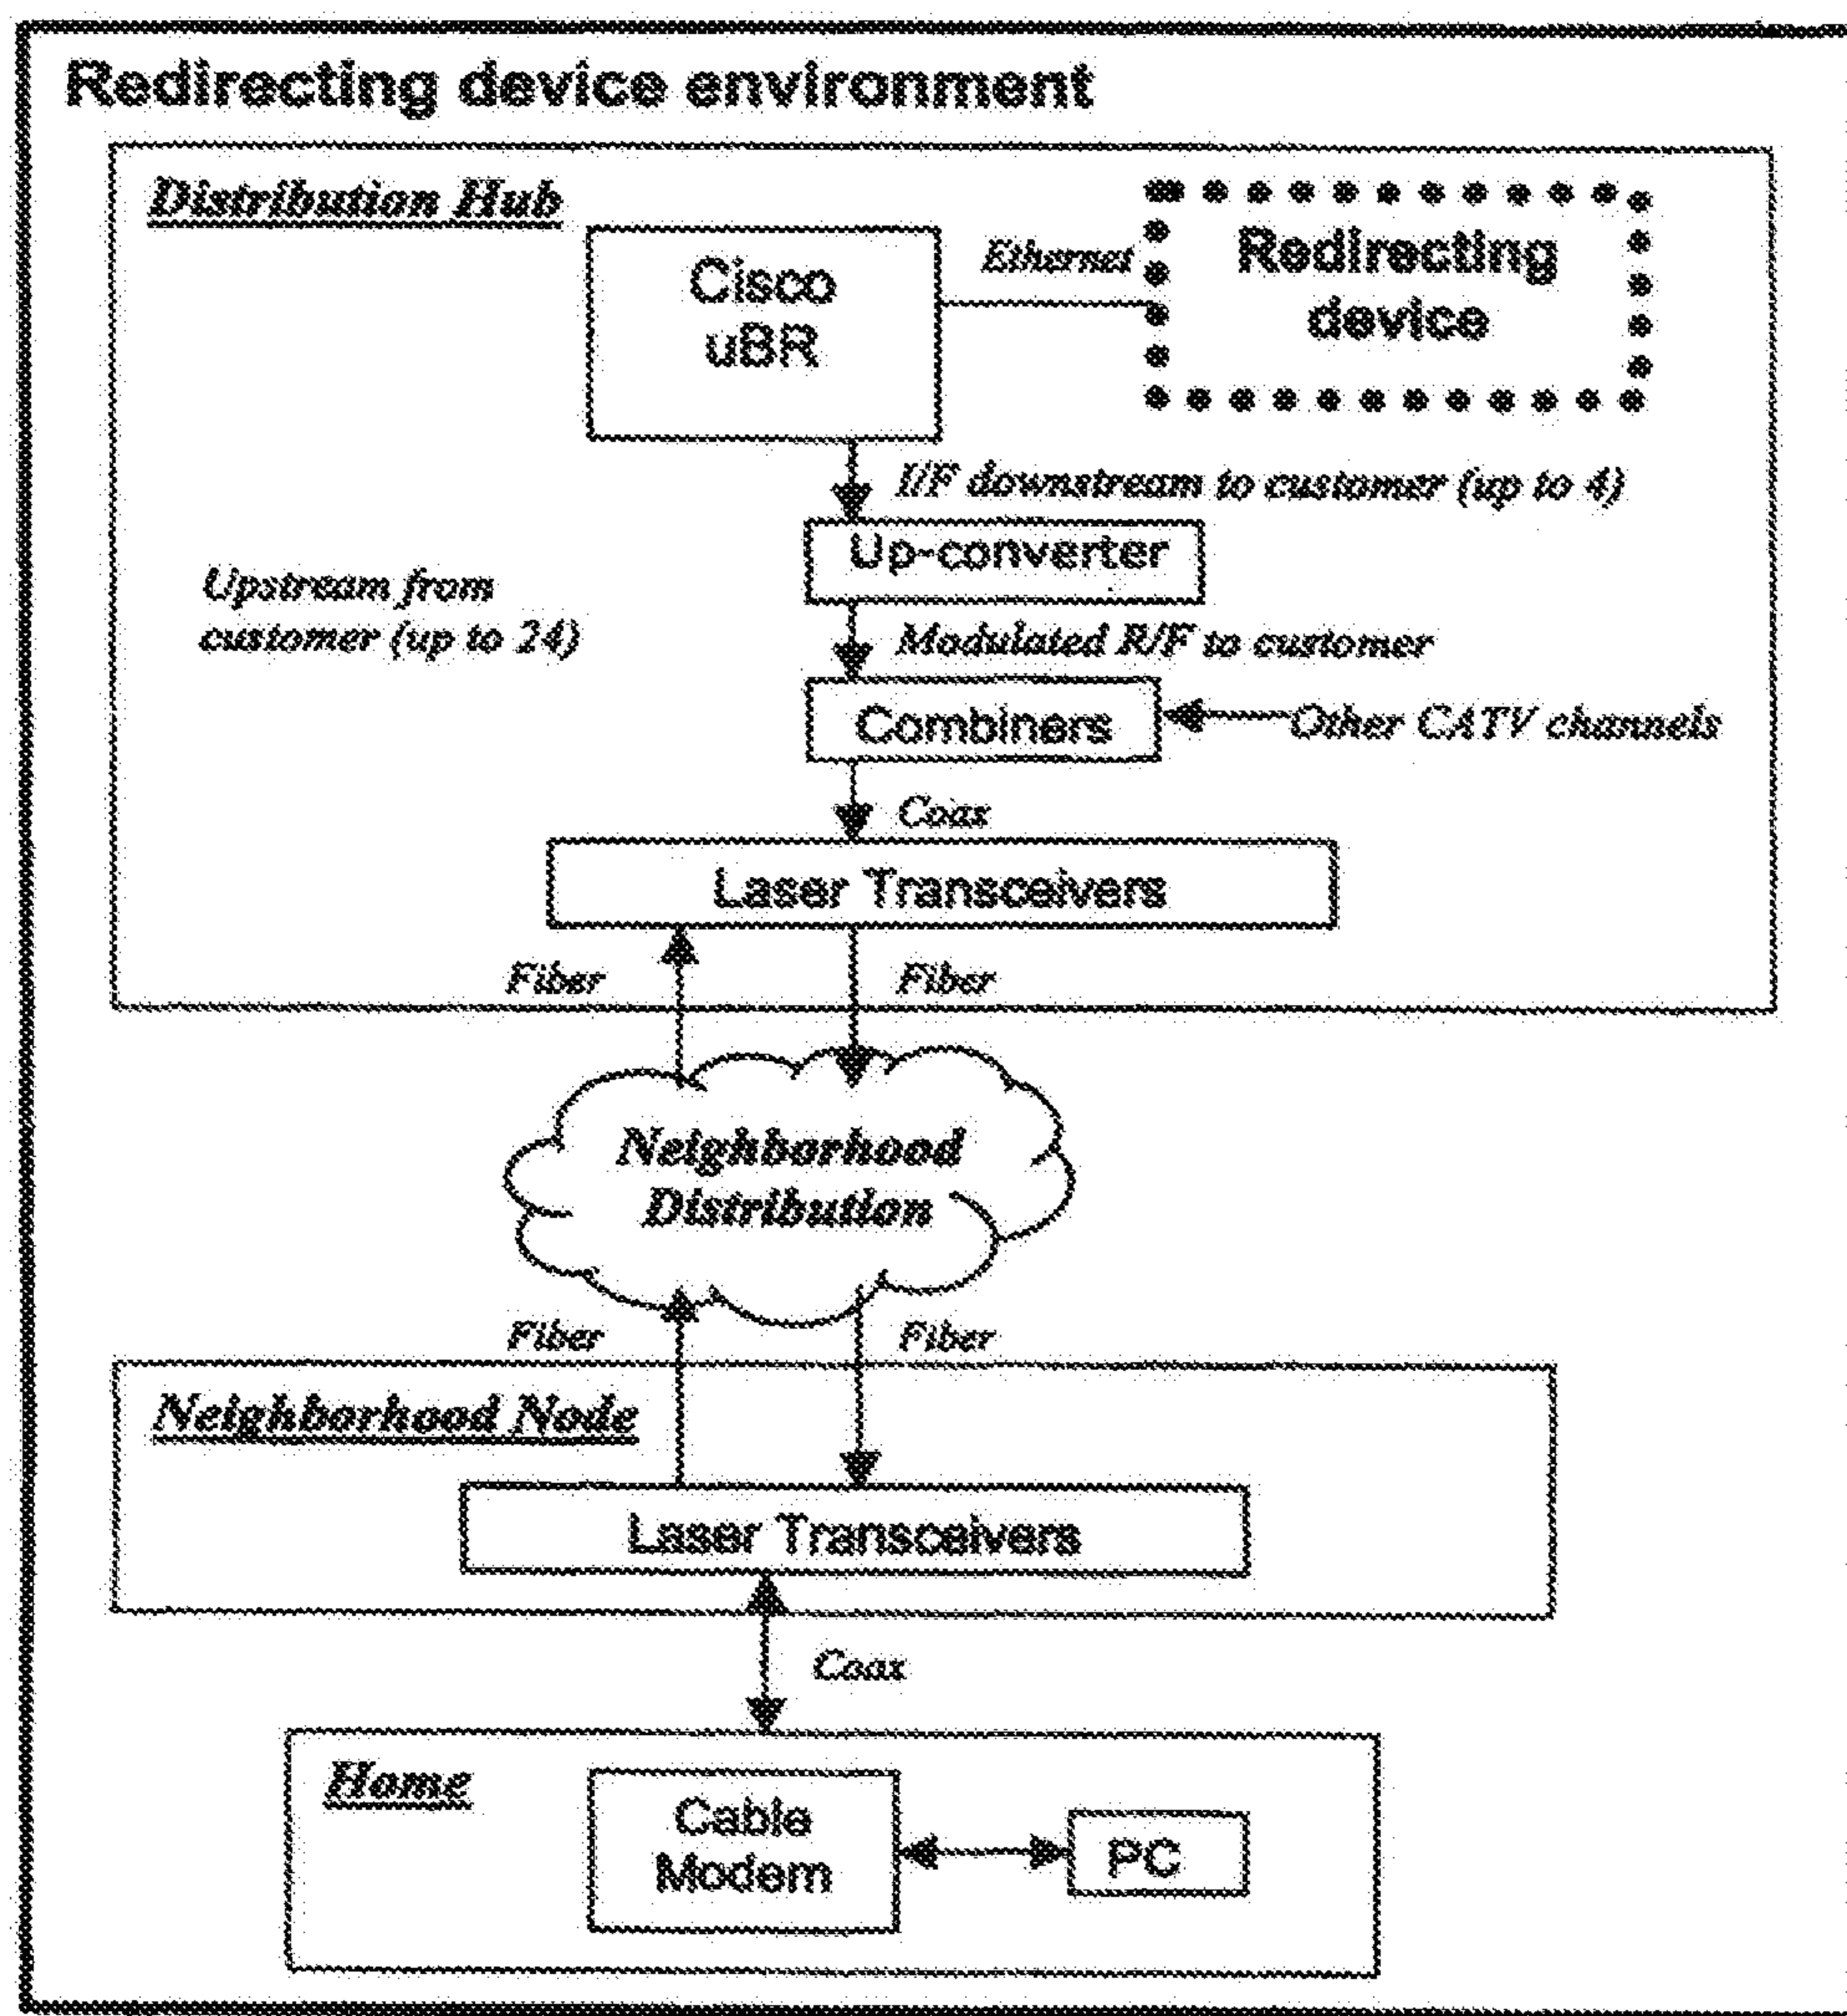 Redirecting device environment
Distribution Hub
Cisco
uBR
Ethernet
Redirecting
device
I/F downstream to customer (up to 4)
Up-converter
Upstream from
customer (up to 24)
Modulated R/F to customer
Combiners
Other CATV channels
Coax
Laser Transceivers
Fiber
Fiber
Neighborhood
Distribution
Fiber
Fiber
Neighborhood Node
Laser Transceivers
Coax
Home
Cable
Modem
PC